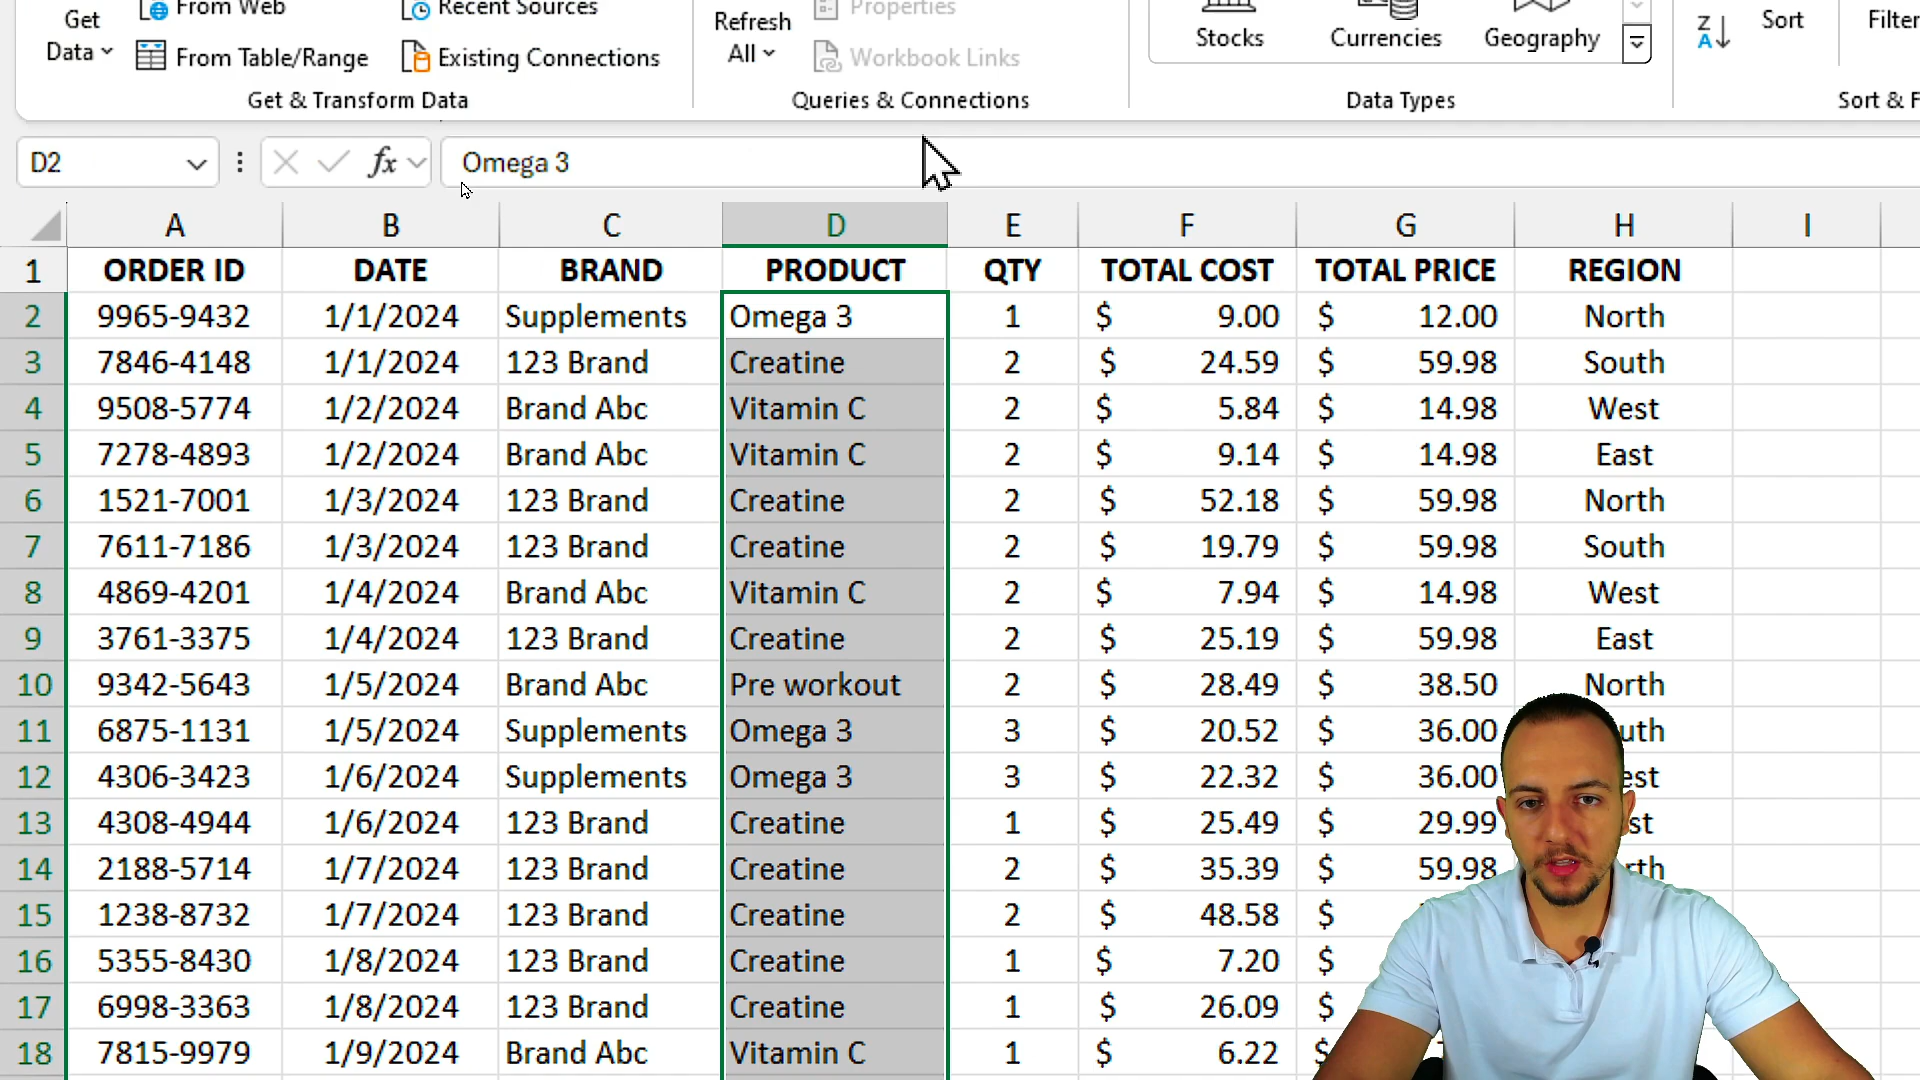 Get Data
From Web
Recent Sources
From Table/Range
Existing Connections
Get & Transform Data
Refresh All
Properties
Workbook Links
Queries & Connections
Stocks
Currencies
Geography
Data Types
Z
A
Sort
Filter
Sort & F
D2
fx
Omega 3
A B C D E F G H I
1 ORDER ID DATE BRAND PRODUCT QTY TOTAL COST TOTAL PRICE REGION
2 9965-9432 1/1/2024 Supplements Omega 3 1 $ 9.00 $ 12.00 North
3 7846-4148 1/1/2024 123 Brand Creatine 2 $ 24.59 $ 59.98 South
4 9508-5774 1/2/2024 Brand Abc Vitamin C 2 $ 5.84 $ 14.98 West
5 7278-4893 1/2/2024 Brand Abc Vitamin C 2 $ 9.14 $ 14.98 East
6 1521-7001 1/3/2024 123 Brand Creatine 2 $ 52.18 $ 59.98 North
7 7611-7186 1/3/2024 123 Brand Creatine 2 $ 19.79 $ 59.98 South
8 4869-4201 1/4/2024 Brand Abc Vitamin C 2 $ 7.94 $ 14.98 West
9 3761-3375 1/4/2024 123 Brand Creatine 2 $ 25.19 $ 59.98 East
10 9342-5643 1/5/2024 Brand Abc Pre workout 2 $ 28.49 $ 38.50 North
11 6875-1131 1/5/2024 Supplements Omega 3 3 $ 20.52 $ 36.00 uth
12 4306-3423 1/6/2024 Supplements Omega 3 3 $ 22.32 $ 36.00 est
13 4308-4944 1/6/2024 123 Brand Creatine 1 $ 25.49 $ 29.99 st
14 2188-5714 1/7/2024 123 Brand Creatine 2 $ 35.39 $ 59.98 rth
15 1238-8732 1/7/2024 123 Brand Creatine 2 $ 48.58 $
16 5355-8430 1/8/2024 123 Brand Creatine 1 $ 7.20 $
17 6998-3363 1/8/2024 123 Brand Creatine 1 $ 26.09 $
18 7815-9979 1/9/2024 Brand Abc Vitamin C 1 $ 6.22 $